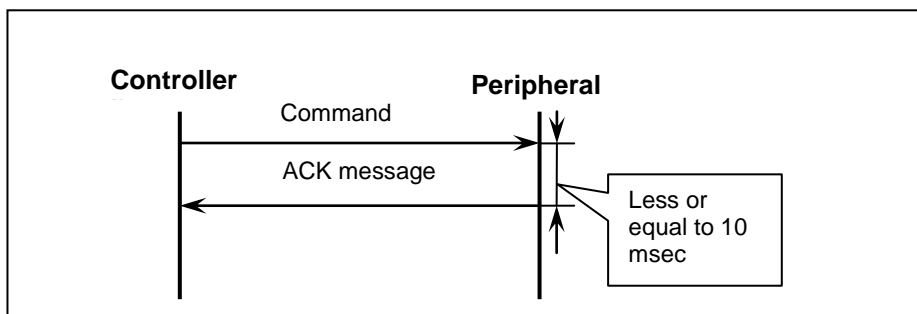 Controller
Peripheral
Command
ACK message
Less or
equal to 10
msec